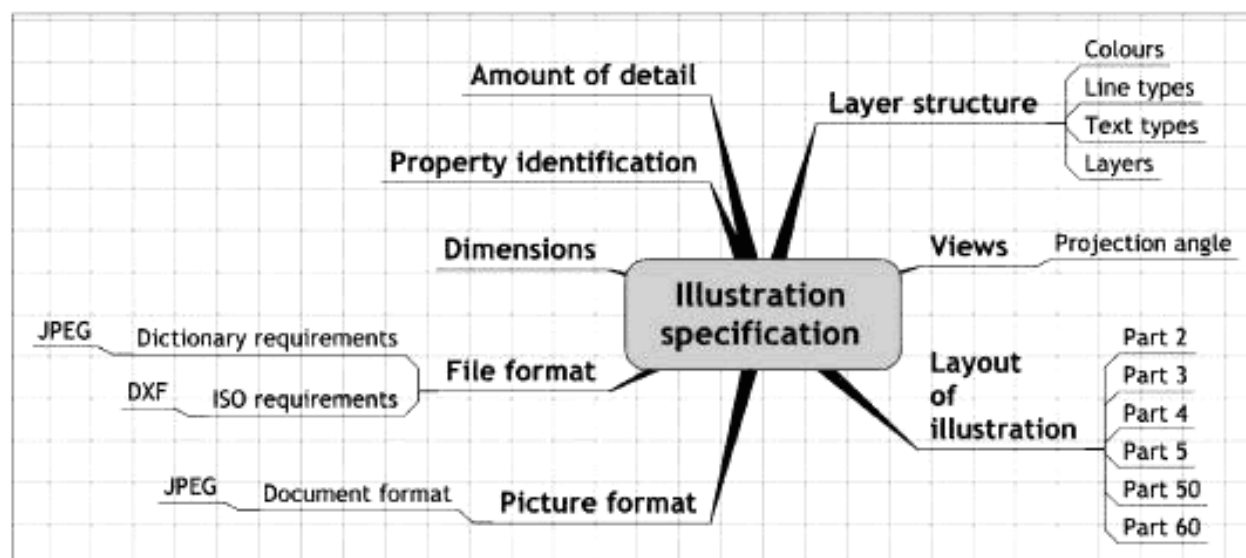 Amount of detail
Property identification
Dimensions
File format
Dictionary requirements
JPEG
ISO requirements
DXF
Picture format
Document format
JPEG
Illustration
specification
Layer structure
Colours
Line types
Text types
Layers
Views
Projection angle
Layout
of
illustration
Part 2
Part 3
Part 4
Part 5
Part 50
Part 60